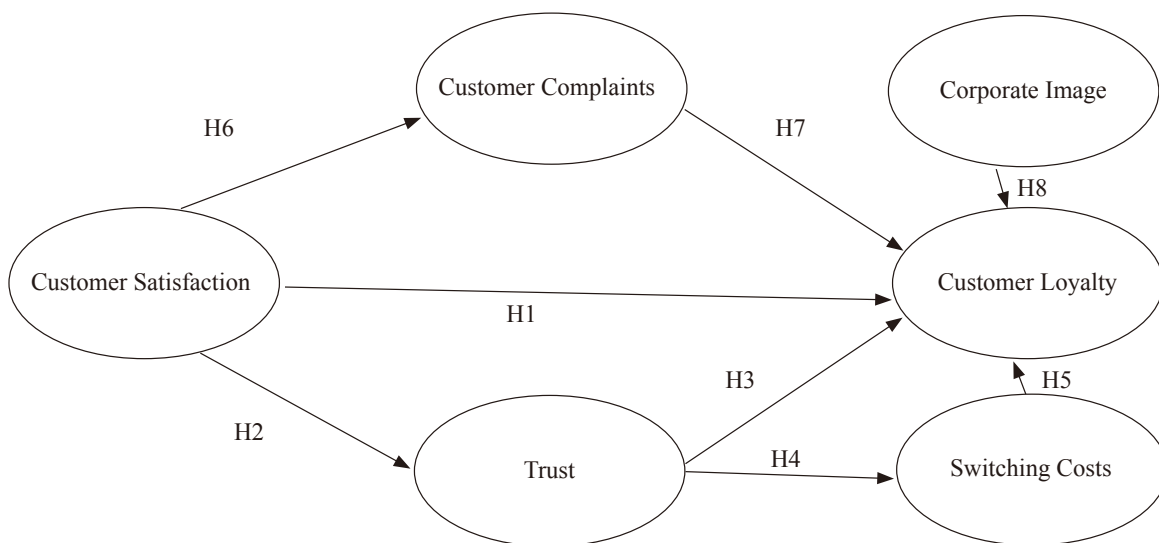 Customer Complaints
Corporate Image
H6
H7
H8
Customer Satisfaction
Customer Loyalty
H1
H3
H5
H2
H4
Trust
Switching Costs